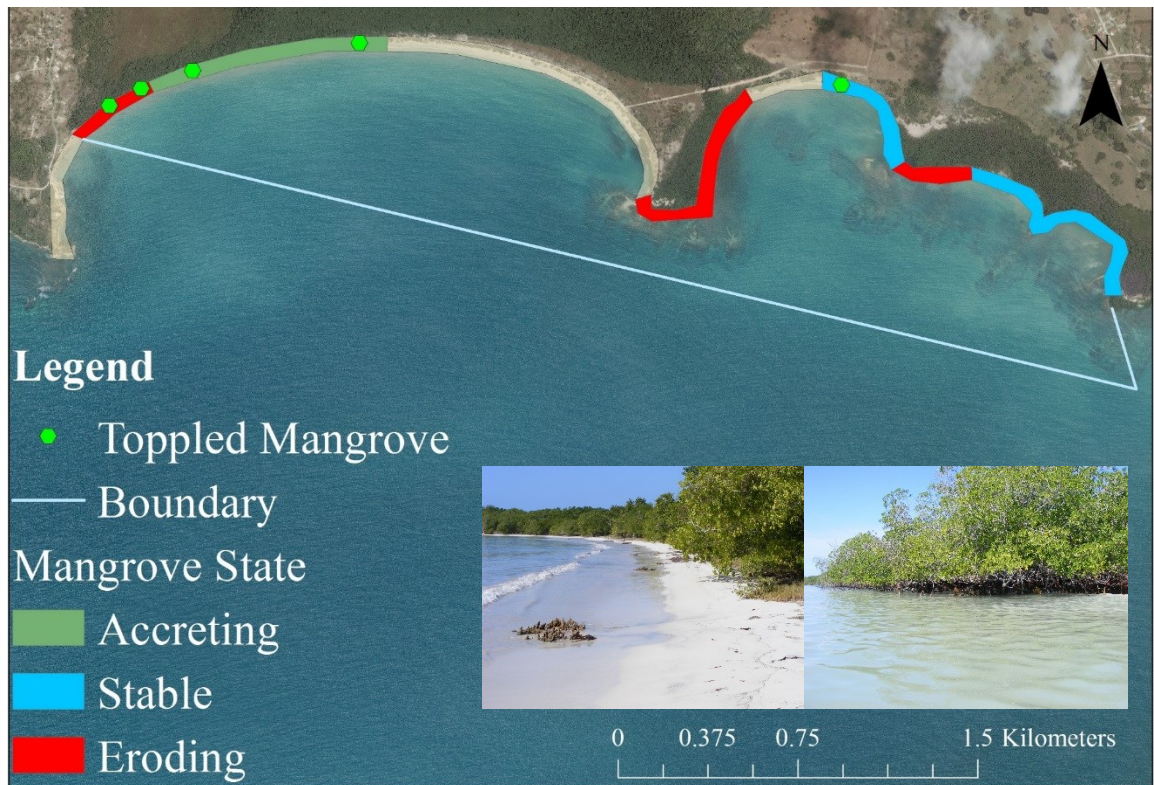 N
Legend
Toppled Mangrove
Boundary
Mangrove State
Accreting
Stable
Eroding
0 0.375 0.75 1.5 Kilometers